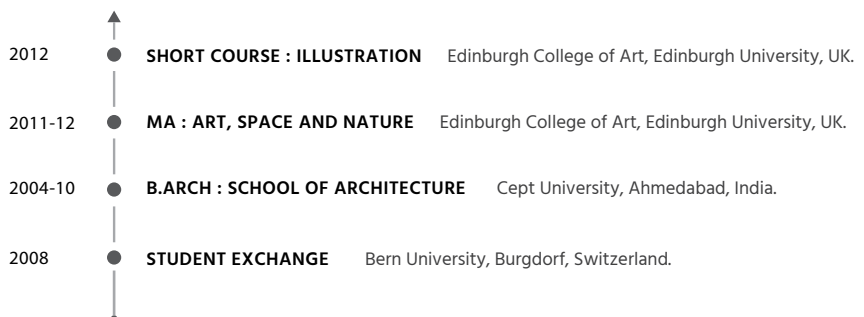 2012 SHORT COURSE : ILLUSTRATION Edinburgh College of Art, Edinburgh University, UK.
2011-12 MA : ART, SPACE AND NATURE Edinburgh College of Art, Edinburgh University, UK.
2004-10 B.ARCH : SCHOOL OF ARCHITECTURE Cept University, Ahmedabad, India.
2008 STUDENT EXCHANGE Bern University, Burgdorf, Switzerland.